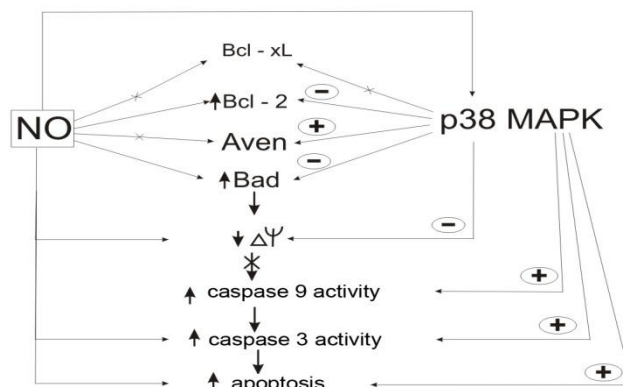 Bcl - xL
−
Bcl - 2
NO
+
p38 MAPK
Aven
−
Bad
ΔΨ
−
caspase 9 activity
+
caspase 3 activity
+
apoptosis
+